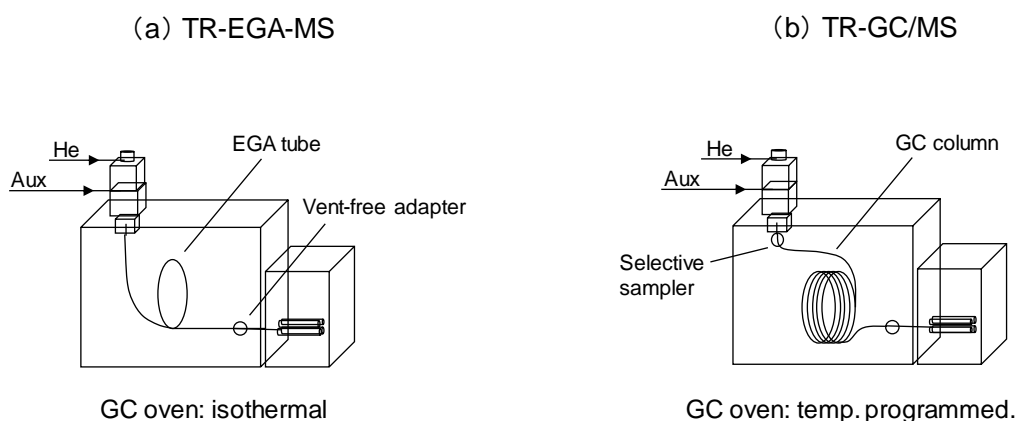 (a) TR-EGA-MS
He
Aux
EGA tube
Vent-free adapter
GC oven: isothermal
(b) TR-GC/MS
He
Aux
GC column
Selective
sampler
GC oven: temp. programmed.